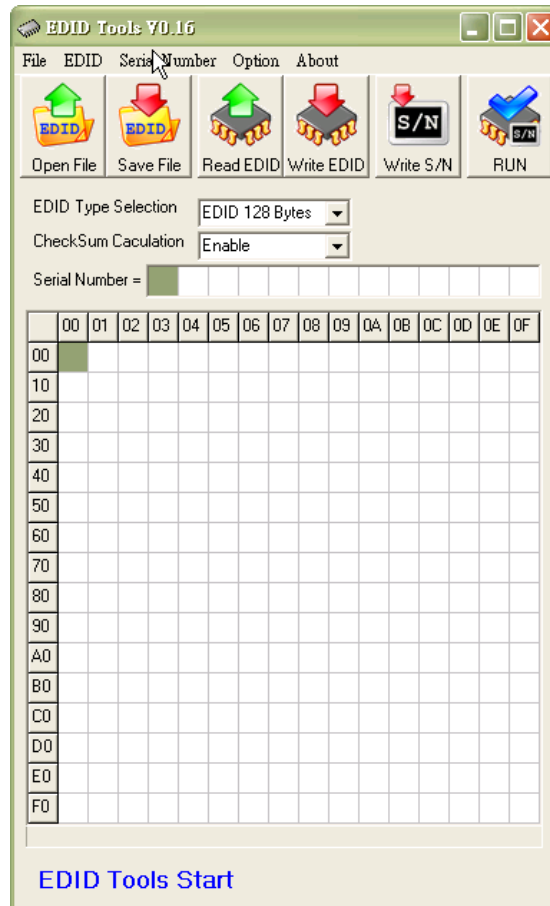 EDID Tools V0.16
File EDID Serial Number Option About
EDID EDID S/N S/N
Open File Save File Read EDID Write EDID Write S/N RUN
EDID Type Selection EDID 128 Bytes
CheckSum Caculation Enable
Serial Number =
00 01 02 03 04 05 06 07 08 09 0A 0B 0C 0D 0E 0F
00
10
20
30
40
50
60
70
80
90
A0
B0
C0
D0
E0
F0
EDID Tools Start